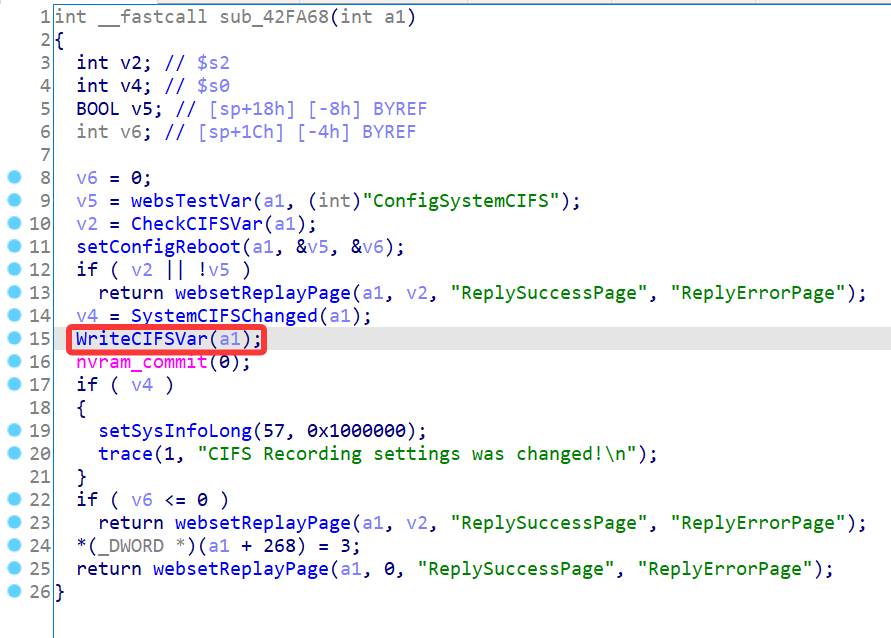 1 int __fastcall sub_42FA68(int a1)
2 {
3 int v2; // $s2
4 int v4; // $s0
5 BOOL v5; // [sp+18h] [-8h] BYREF
6 int v6; // [sp+1Ch] [-4h] BYREF
7
8 v6 = 0;
9 v5 = websTestVar(a1, (int)"ConfigSystemCIFS");
10 v2 = CheckCIFSVar(a1);
11 setConfigReboot(a1, &v5, &v6);
12 if ( v2 || !v5 )
13 return websetReplayPage(a1, v2, "ReplySuccessPage", "ReplyErrorPage");
14 v4 = SystemCIFSChanged(a1);
15 WriteCIFSVar(a1);
16 nvram_commit(0);
17 if ( v4 )
18 {
19 setSysInfoLong(57, 0x1000000);
20 trace(1, "CIFS Recording settings was changed!\n");
21 }
22 if ( v6 <= 0 )
23 return websetReplayPage(a1, v2, "ReplySuccessPage", "ReplyErrorPage");
24 *(_DWORD *)(a1 + 268) = 3;
25 return websetReplayPage(a1, 0, "ReplySuccessPage", "ReplyErrorPage");
26 }